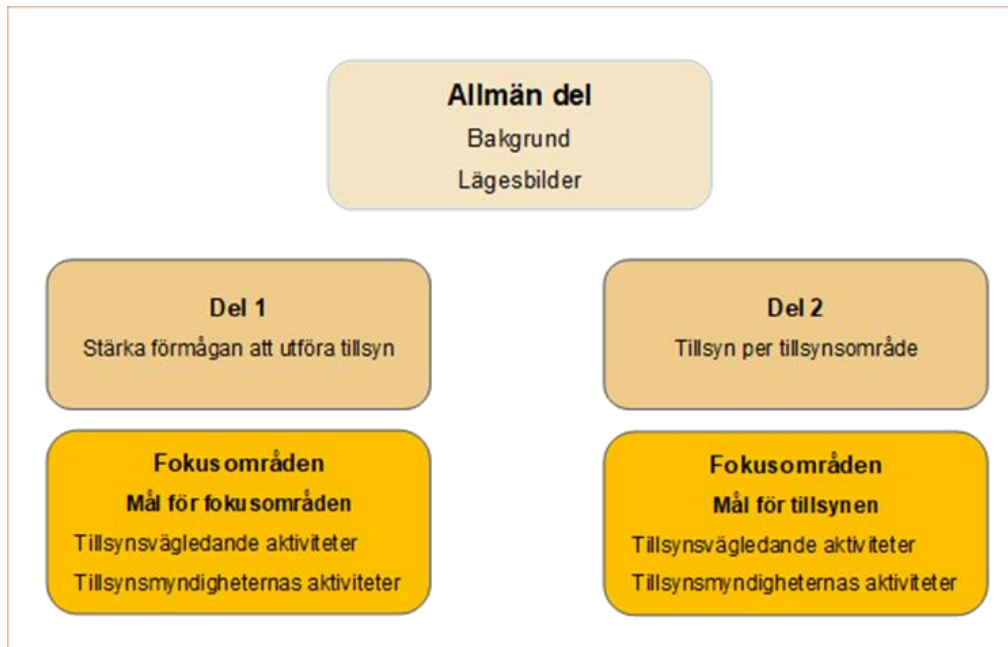 Allmän del
Bakgrund
Lägesbilder
Del 1
Stärka förmågan att utföra tillsyn
Fokusområden
Mål för fokusområden
Tillsynsvägledande aktiviteter
Tillsynsmyndigheternas aktiviteter
Del 2
Tillsyn per tillsynsområde
Fokusområden
Mål för tillsynen
Tillsynsvägledande aktiviteter
Tillsynsmyndigheternas aktiviteter